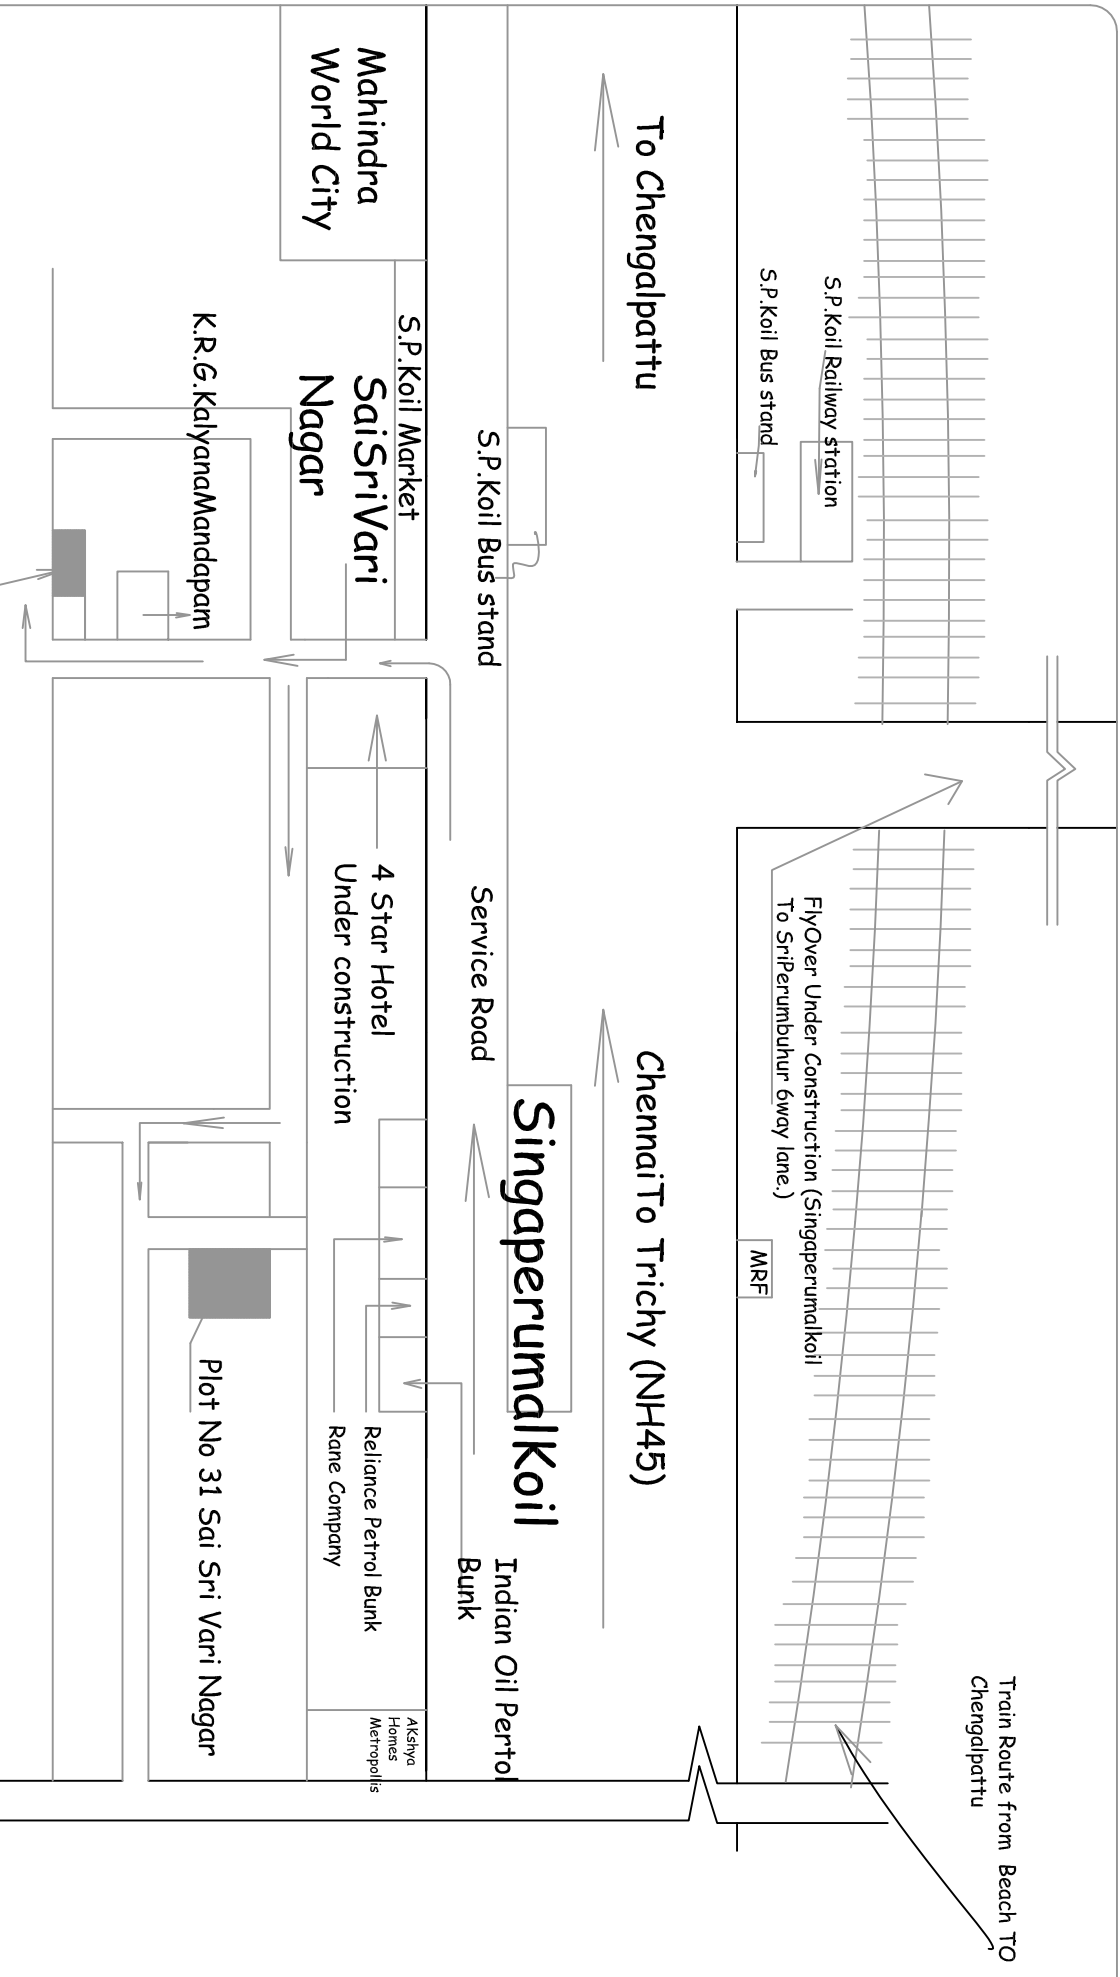 Train Route from Beach TO
Chengalpattu
S.P.Koil Railway station
S.P.Koil Bus stand
FlyOver Under Construction (Singaperumalkoil
To SriPerumbuhur 6way lane.)
MRF
To Chengalpattu
ChennaiTo Trichy (NH45)
S.P.Koil Bus stand
SingaperumalKoil
Service Road
Indian Oil Pertol
Bunk
Mahindra
World City
S.P.Koil Market
SaiSriVari
Nagar
4 Star Hotel
Under construction
Reliance Petrol Bunk
Rane Company
AKshya
Homes
Metropollis
K.R.G.KalyanaMandapam
Plot No 31 Sai Sri Vari Nagar